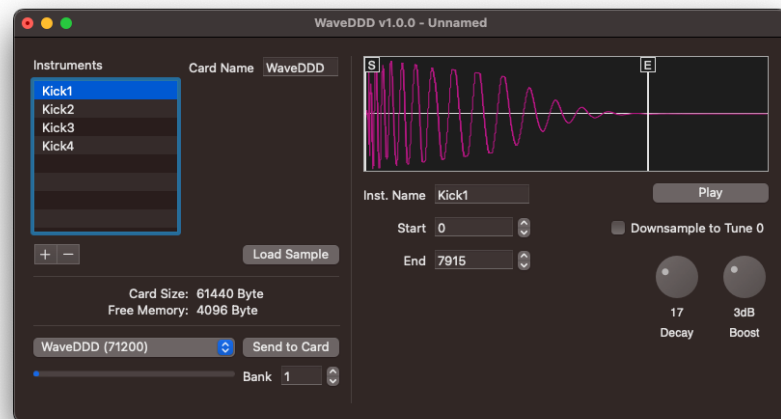 WaveDDD v1.0.0 - Unnamed
Instruments
Card Name WaveDDD
Kick1
Kick2
Kick3
Kick4
+ −
Load Sample
Card Size: 61440 Byte
Free Memory: 4096 Byte
WaveDDD (71200)
Send to Card
Bank 1
S
E
Inst. Name Kick1
Play
Start 0
Downsample to Tune 0
End 7915
17
3dB
Decay
Boost